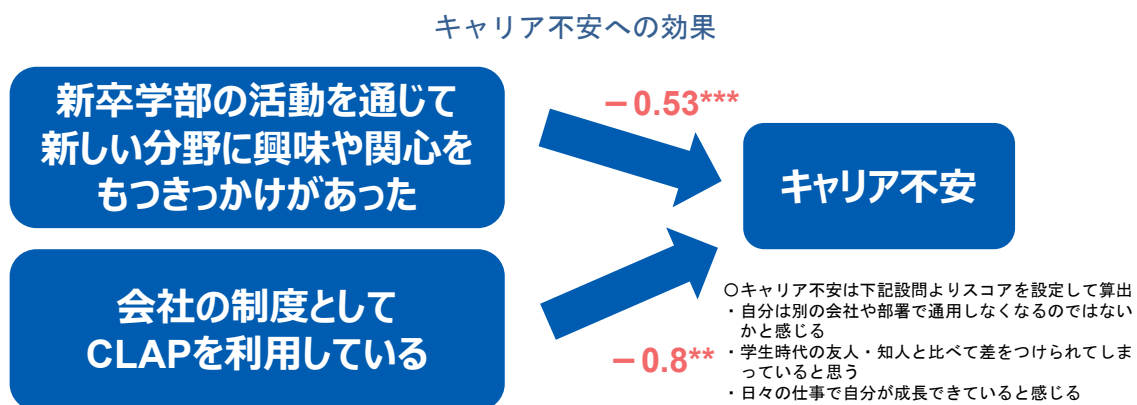 キャリア不安への効果
新卒学部の活動を通じて
新しい分野に興味や関心を
もつきっかけがあった
－0.53***
キャリア不安
会社の制度として
CLAPを利用している
－0.8**
〇キャリア不安は下記設問よりスコアを設定して算出
・自分は別の会社や部署で通用しなくなるのではない
かと感じる
・学生時代の友人・知人と比べて差をつけられてしま
っていると思う
・日々の仕事で自分が成長できていると感じる